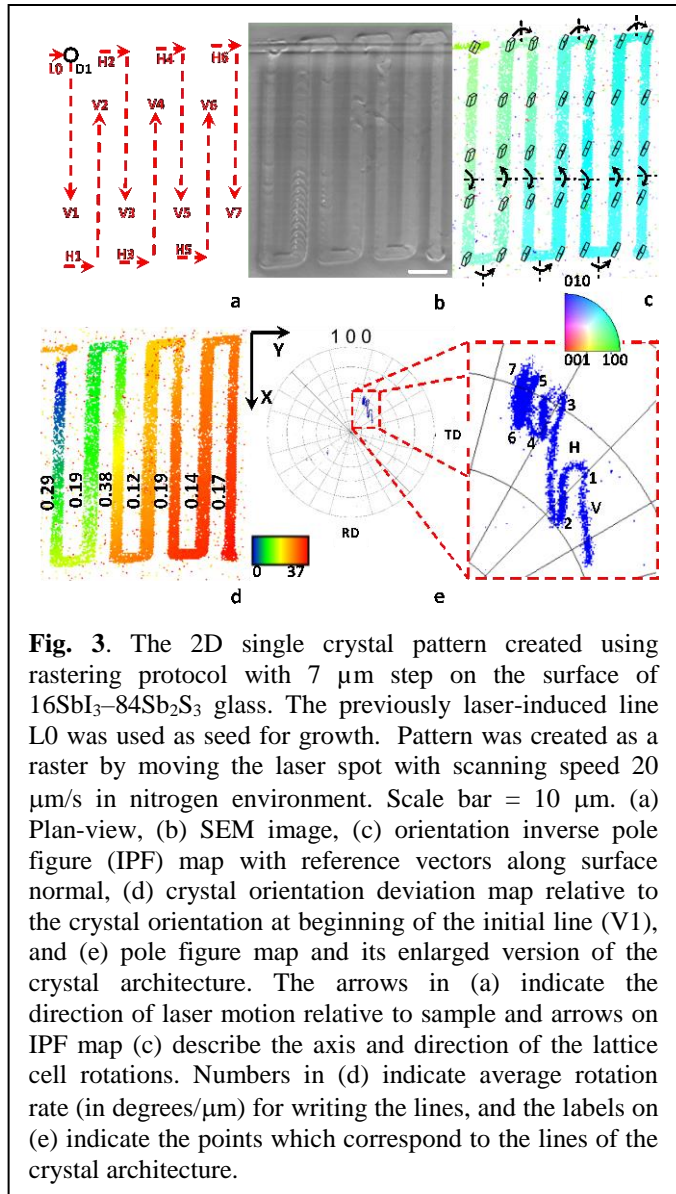 L0
D1
H2
H4
H6
V2
V4
V6
V1
V3
V5
V7
H1
H3
H5
a
b
c
010
001 100
Y
X
0.29
0.19
0.38
0.12
0.19
0.14
0.17
0 37
d
1 0 0
TD
RD
e
7
5
3
6
4
H
1
2
V
Fig. 3. The 2D single crystal pattern created using
rastering protocol with 7 µm step on the surface of
16SbI₃–84Sb₂S₃ glass. The previously laser-induced line
L0 was used as seed for growth. Pattern was created as a
raster by moving the laser spot with scanning speed 20
µm/s in nitrogen environment. Scale bar = 10 µm. (a)
Plan-view, (b) SEM image, (c) orientation inverse pole
figure (IPF) map with reference vectors along surface
normal, (d) crystal orientation deviation map relative to
the crystal orientation at beginning of the initial line (V1),
and (e) pole figure map and its enlarged version of the
crystal architecture. The arrows in (a) indicate the
direction of laser motion relative to sample and arrows on
IPF map (c) describe the axis and direction of the lattice
cell rotations. Numbers in (d) indicate average rotation
rate (in degrees/µm) for writing the lines, and the labels on
(e) indicate the points which correspond to the lines of the
crystal architecture.